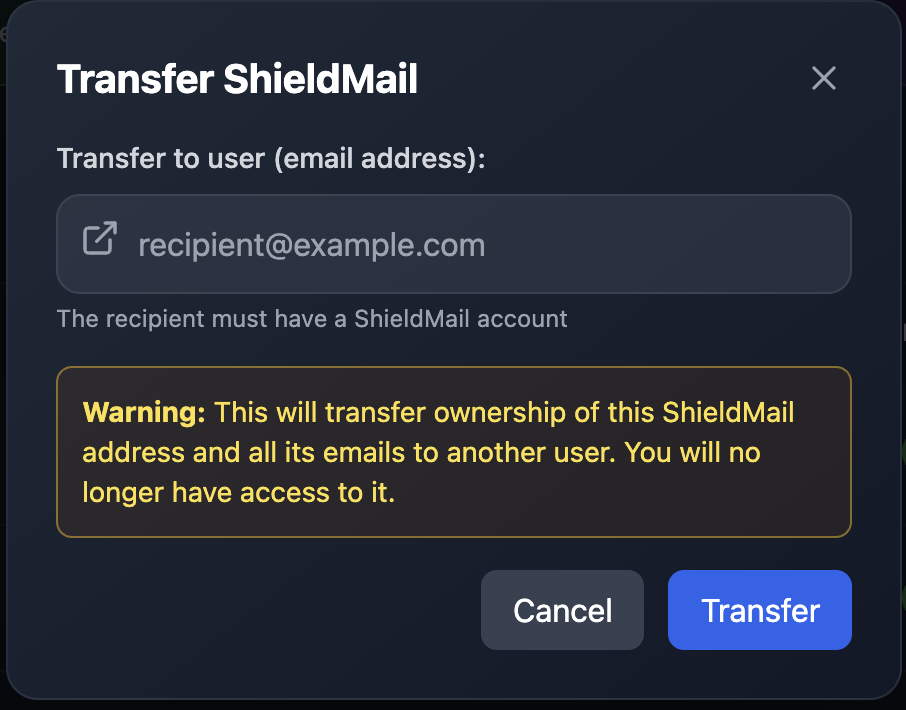 Transfer ShieldMail
Transfer to user (email address):
recipient@example.com
The recipient must have a ShieldMail account
Warning: This will transfer ownership of this ShieldMail
address and all its emails to another user. You will no
longer have access to it.
Cancel
Transfer